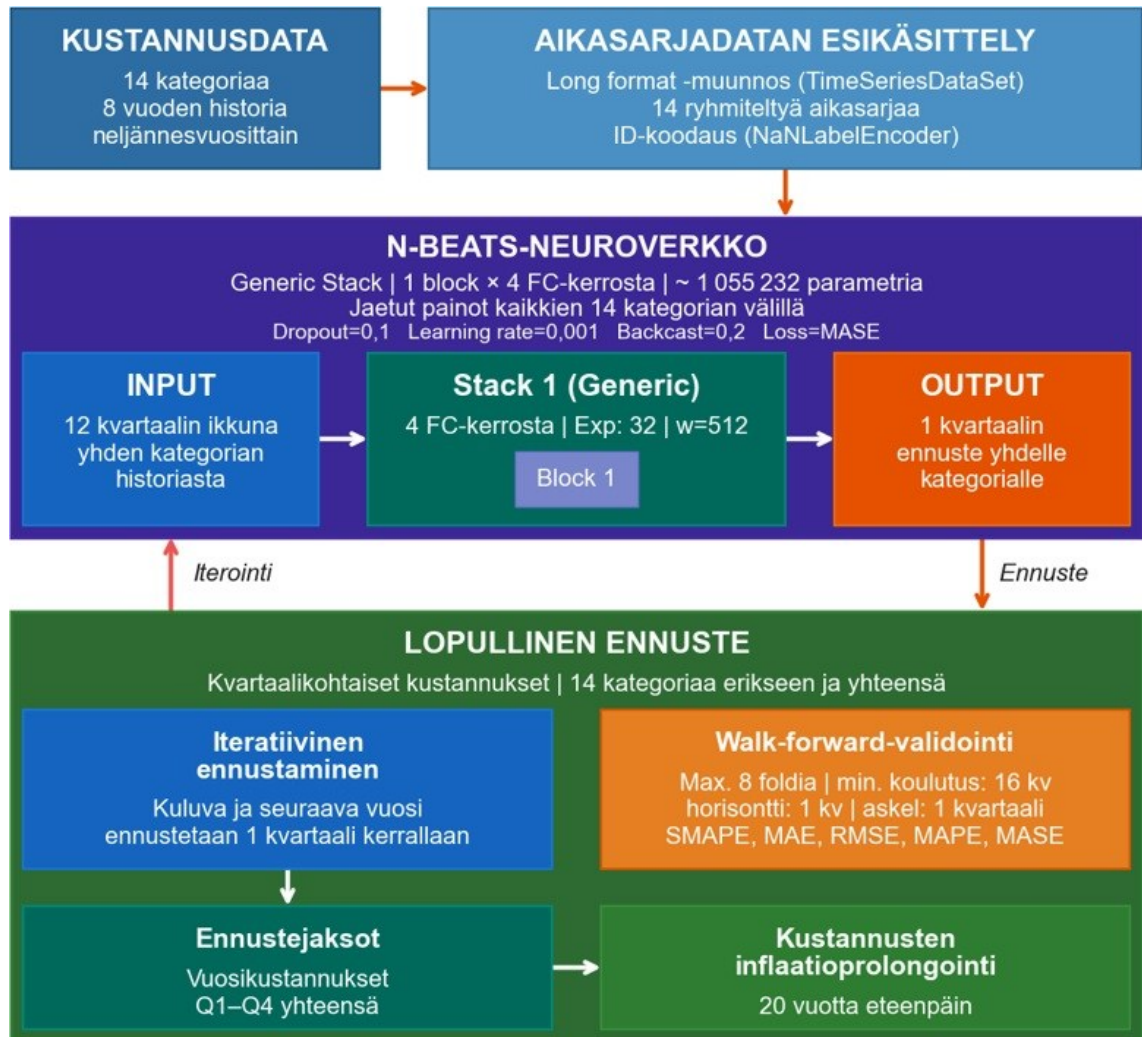 KUSTANNUSDATA
14 kategoriaa
8 vuoden historia
neljännesvuosittain
AIKASARJADATAN ESIKÄSITTELY
Long format -muunnos (TimeSeriesDataSet)
14 ryhmiteltyä aikasarjaa
ID-koodaus (NaNLabelEncoder)
N-BEATS-NEUROVERKKO
Generic Stack | 1 block × 4 FC-kerrosta | ~ 1 055 232 parametria
Jaetut painot kaikkien 14 kategorian välillä
Dropout=0,1 Learning rate=0,001 Backcast=0,2 Loss=MASE
INPUT
12 kvartaalin ikkuna
yhden kategorian
historiasta
Stack 1 (Generic)
4 FC-kerrosta | Exp: 32 | w=512
Block 1
OUTPUT
1 kvartaalin
ennuste yhdelle
kategorialle
Iterointi
Ennuste
LOPULLINEN ENNUSTE
Kvartaalikohtaiset kustannukset | 14 kategoriaa erikseen ja yhteensä
Iteratiivinen
ennustaminen
Kuluva ja seuraava vuosi
ennustetaan 1 kvartaali kerrallaan
Walk-forward-validointi
Max. 8 foldia | min. koulutus: 16 kv
horisontti: 1 kv | askel: 1 kvartaali
SMAPE, MAE, RMSE, MAPE, MASE
Ennustejaksot
Vuosikustannukset
Q1–Q4 yhteensä
Kustannusten
inflaatioprolongointi
20 vuotta eteenpäin